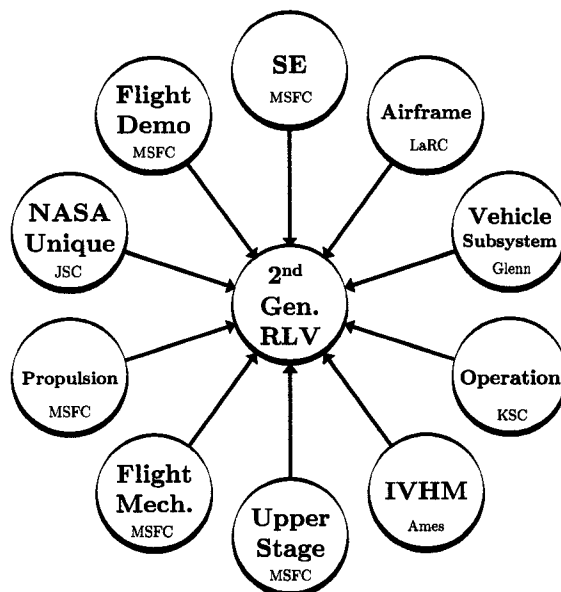 SE
MSFC
Flight
Demo
MSFC
Airframe
LaRC
NASA
Unique
JSC
Vehicle
Subsystem
Glenn
2nd
Gen.
RLV
Propulsion
MSFC
Operation
KSC
Flight
Mech.
MSFC
IVHM
Ames
Upper
Stage
MSFC